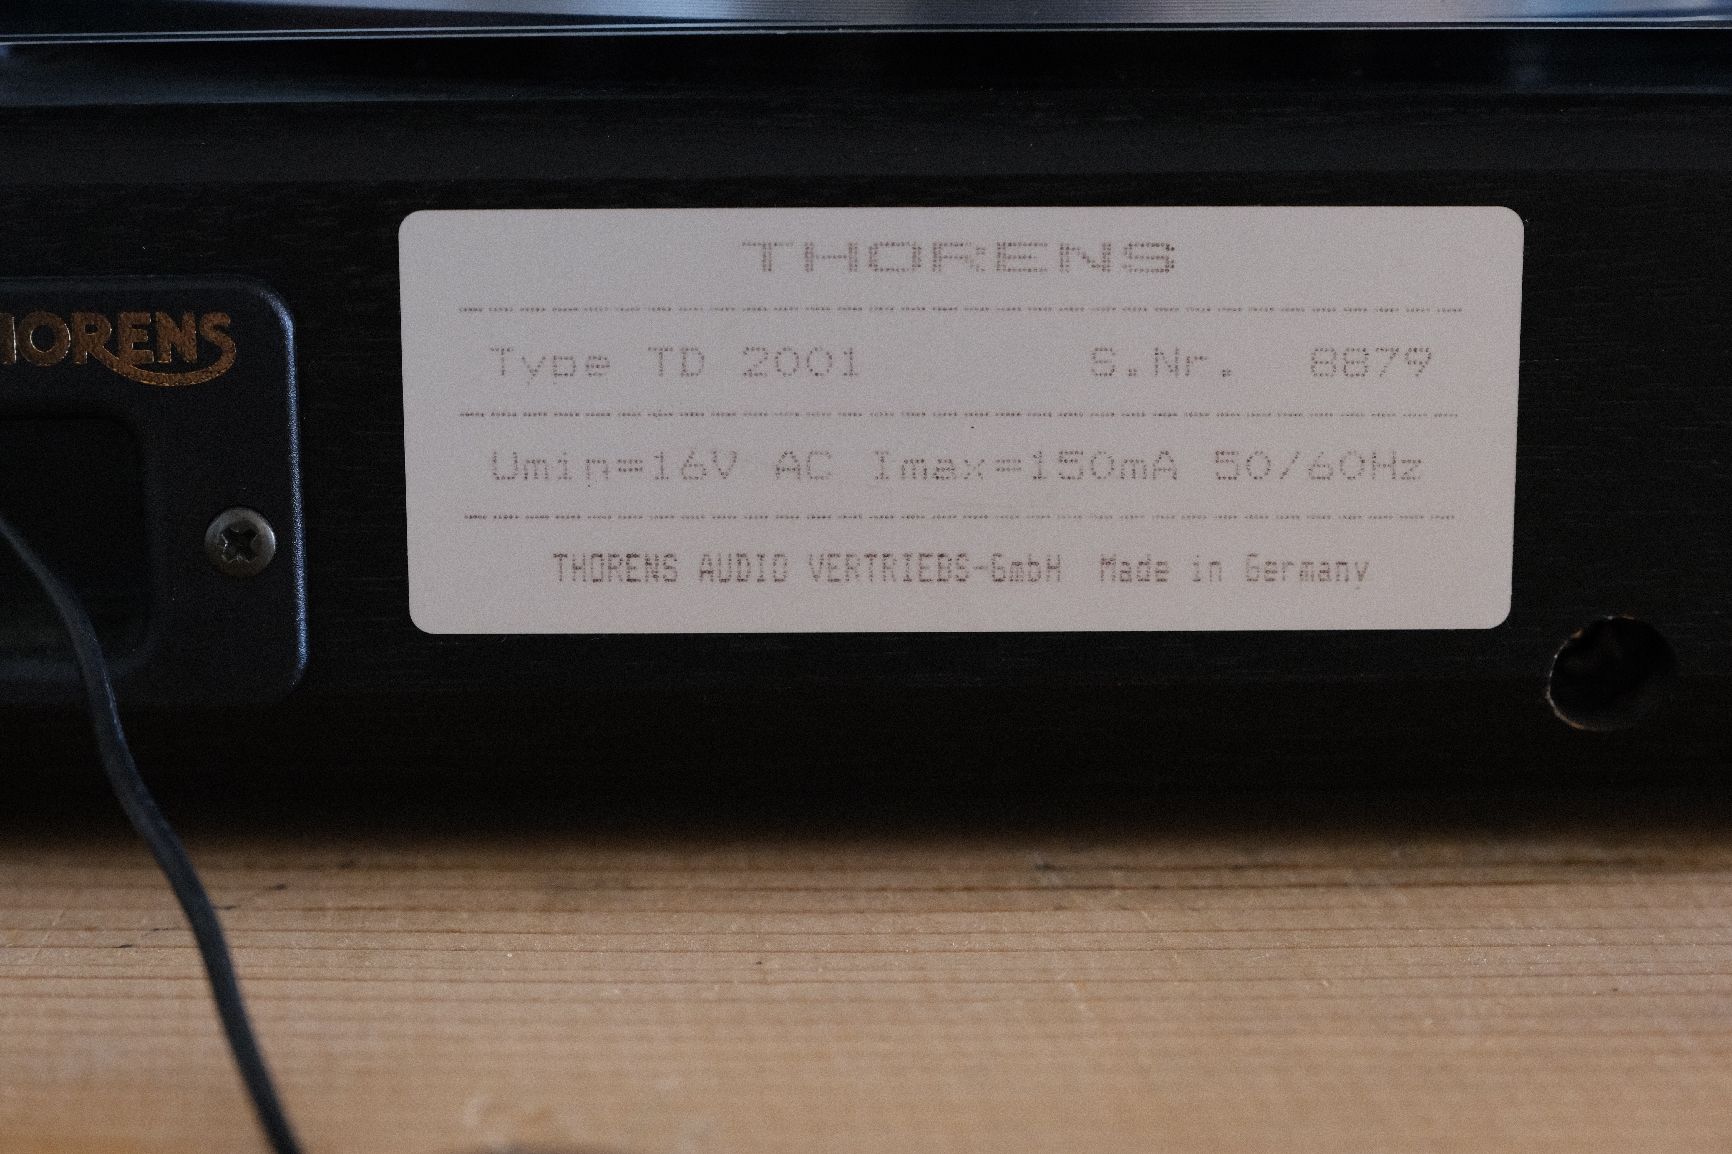 THORENS
THORENS
Type TD 2001 S.Nr. 8879
Umin=16V AC Imax=150mA 50/60Hz
THORENS AUDIO VERTRIEBS-GmbH Made in Germany